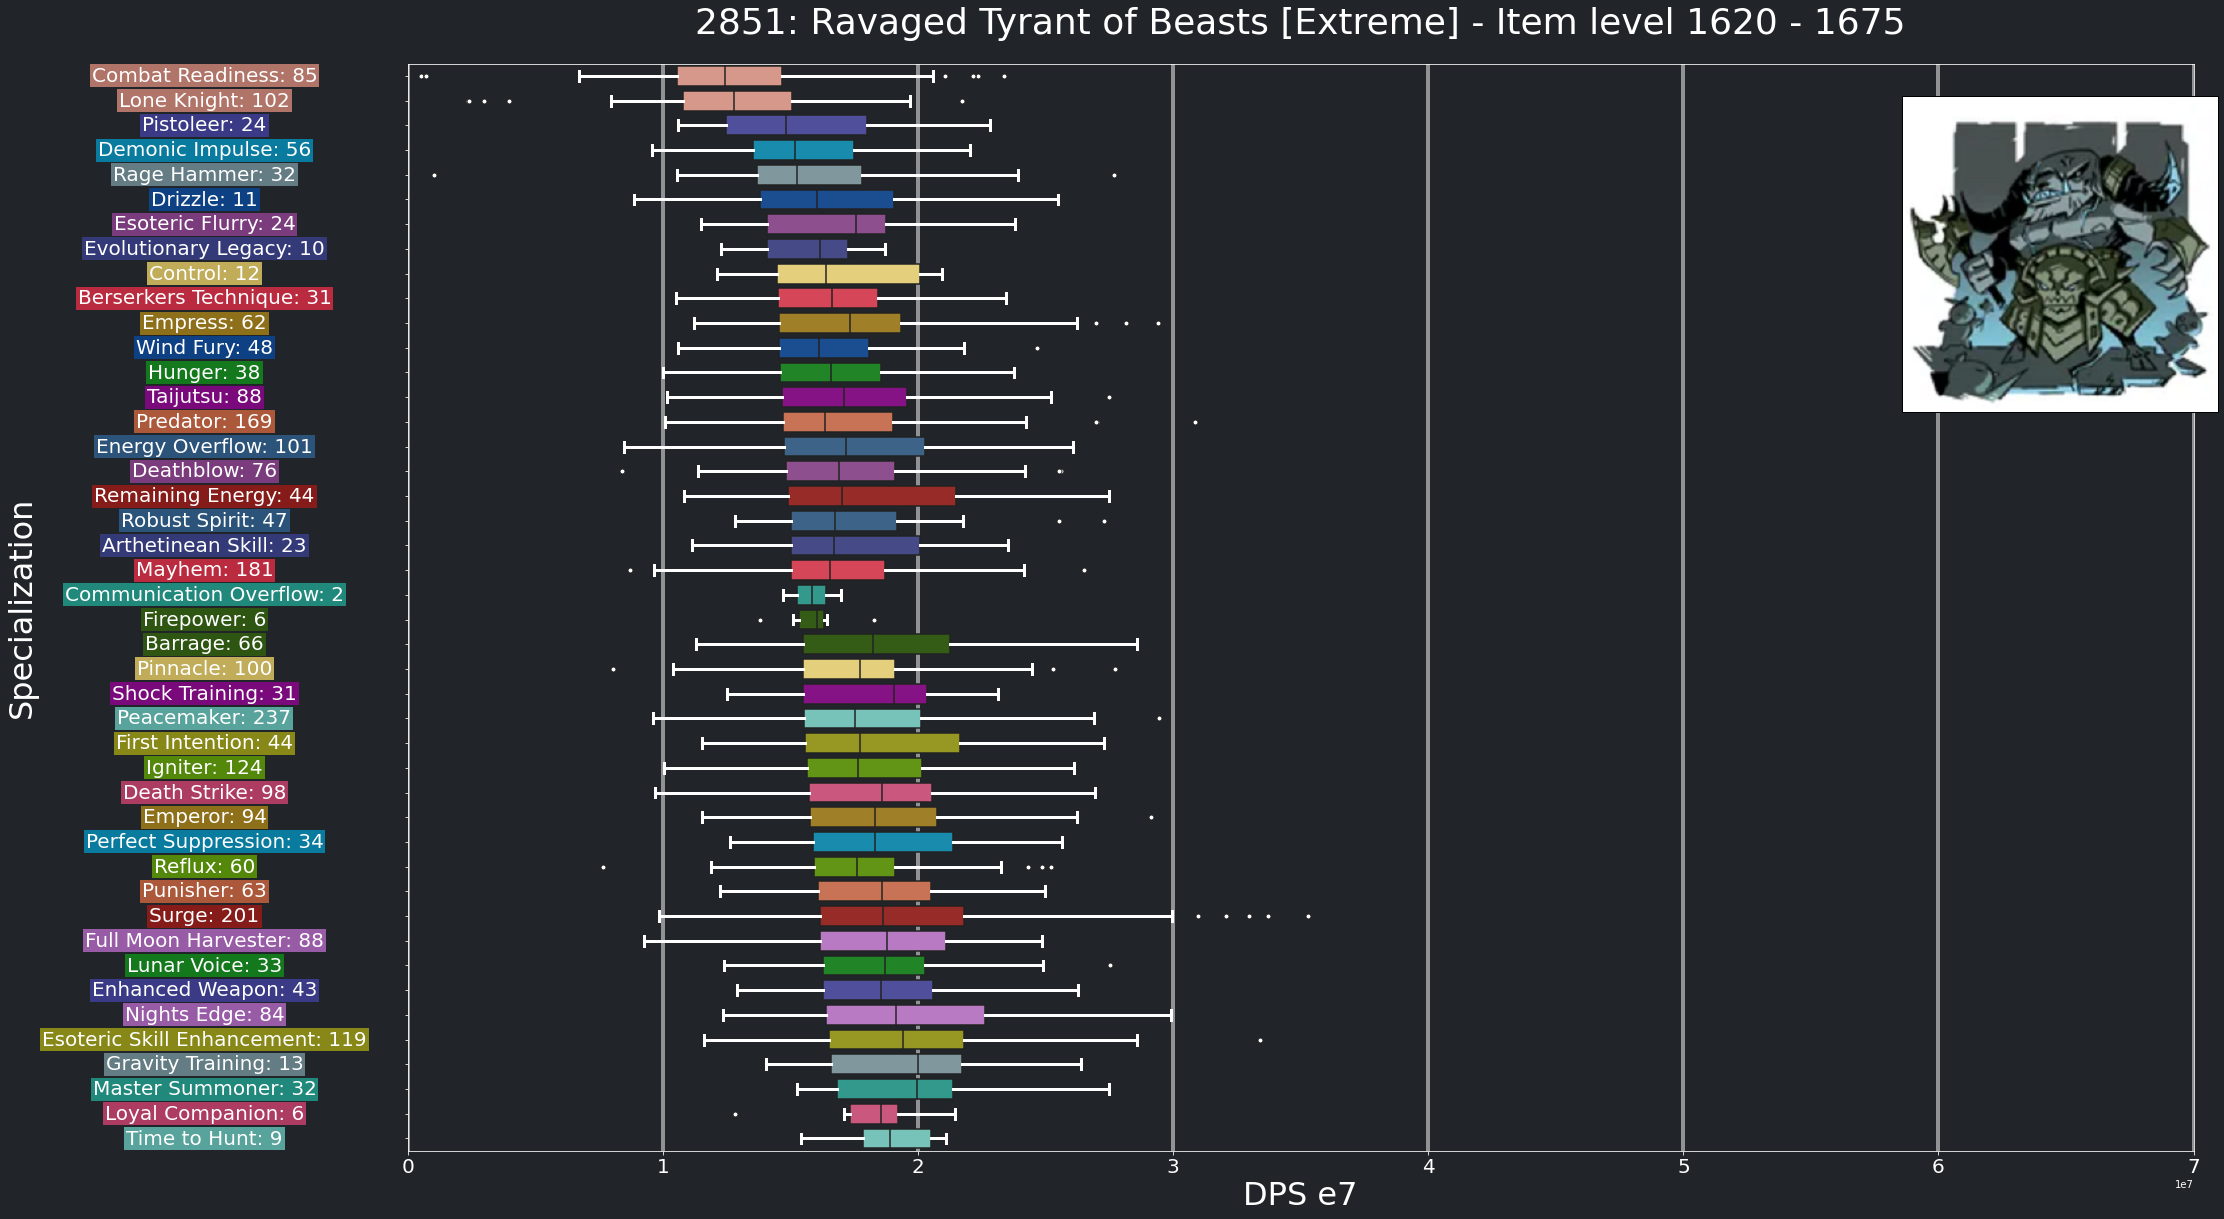 2851: Ravaged Tyrant of Beasts [Extreme] - Item level 1620 - 1675
Specialization
Combat Readiness: 85
Lone Knight: 102
Pistoleer: 24
Demonic Impulse: 56
Rage Hammer: 32
Drizzle: 11
Esoteric Flurry: 24
Evolutionary Legacy: 10
Control: 12
Berserkers Technique: 31
Empress: 62
Wind Fury: 48
Hunger: 38
Taijutsu: 88
Predator: 169
Energy Overflow: 101
Deathblow: 76
Remaining Energy: 44
Robust Spirit: 47
Arthetinean Skill: 23
Mayhem: 181
Communication Overflow: 2
Firepower: 6
Barrage: 66
Pinnacle: 100
Shock Training: 31
Peacemaker: 237
First Intention: 44
Igniter: 124
Death Strike: 98
Emperor: 94
Perfect Suppression: 34
Reflux: 60
Punisher: 63
Surge: 201
Full Moon Harvester: 88
Lunar Voice: 33
Enhanced Weapon: 43
Nights Edge: 84
Esoteric Skill Enhancement: 119
Gravity Training: 13
Master Summoner: 32
Loyal Companion: 6
Time to Hunt: 9
0 1 2 3 4 5 6 7
1e7
DPS e7